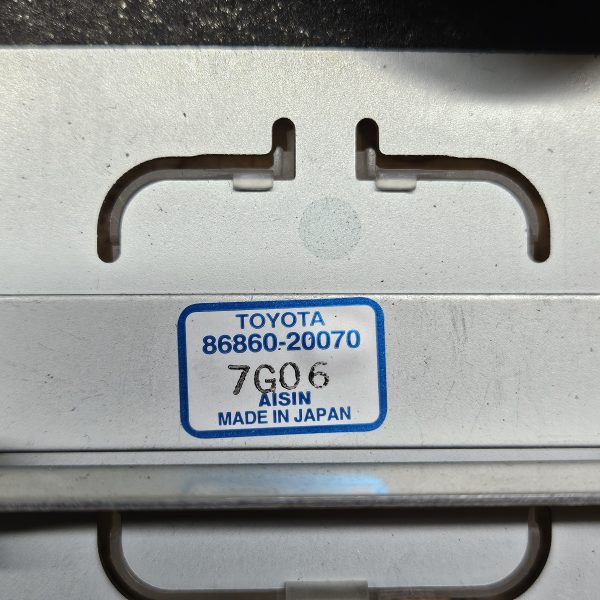 TOYOTA
86860-20070
7G06
AISIN
MADE IN JAPAN